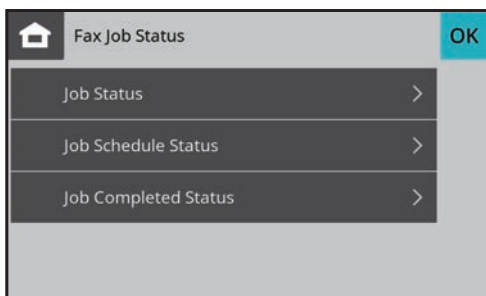 Fax Job Status
OK
Job Status
Job Schedule Status
Job Completed Status